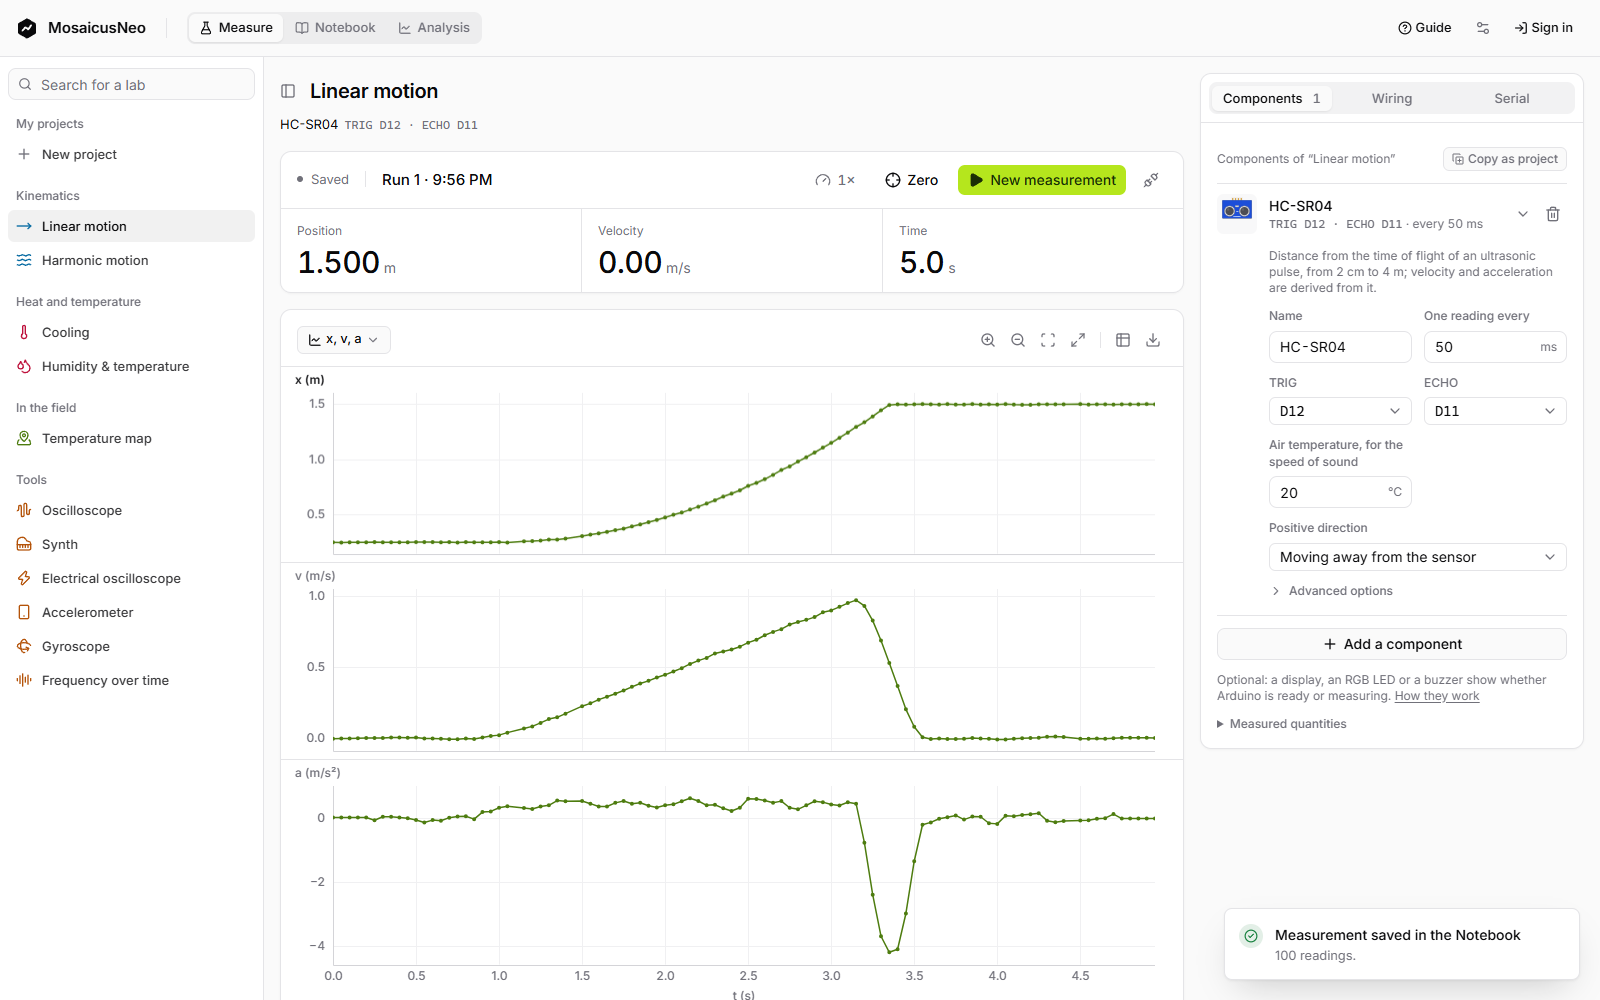 MosaicusNeo
Measure
Notebook
Analysis
Guide
Sign in
Search for a lab
My projects
New project
Kinematics
Linear motion
Harmonic motion
Heat and temperature
Cooling
Humidity & temperature
In the field
Temperature map
Tools
Oscilloscope
Synth
Electrical oscilloscope
Accelerometer
Gyroscope
Frequency over time
Linear motion
HC-SR04 TRIG D12 · ECHO D11
Saved
Run 1 · 9:56 PM
1×
Zero
New measurement
Position
1.500 m
Velocity
0.00 m/s
Time
5.0 s
x, v, a
x (m)
1.5
1.0
0.5
v (m/s)
1.0
0.5
0.0
a (m/s²)
0
−2
−4
0.0 0.5 1.0 1.5 2.0 2.5 3.0 3.5 4.0 4.5
t (s)
Components 1
Wiring
Serial
Components of “Linear motion”
Copy as project
HC-SR04
TRIG D12 · ECHO D11 · every 50 ms
Distance from the time of flight of an ultrasonic
pulse, from 2 cm to 4 m; velocity and acceleration
are derived from it.
Name
One reading every
HC-SR04
50 ms
TRIG
ECHO
D12
D11
Air temperature, for the
speed of sound
20 °C
Positive direction
Moving away from the sensor
Advanced options
Add a component
Optional: a display, an RGB LED or a buzzer show whether
Arduino is ready or measuring. How they work
Measured quantities
Measurement saved in the Notebook
100 readings.